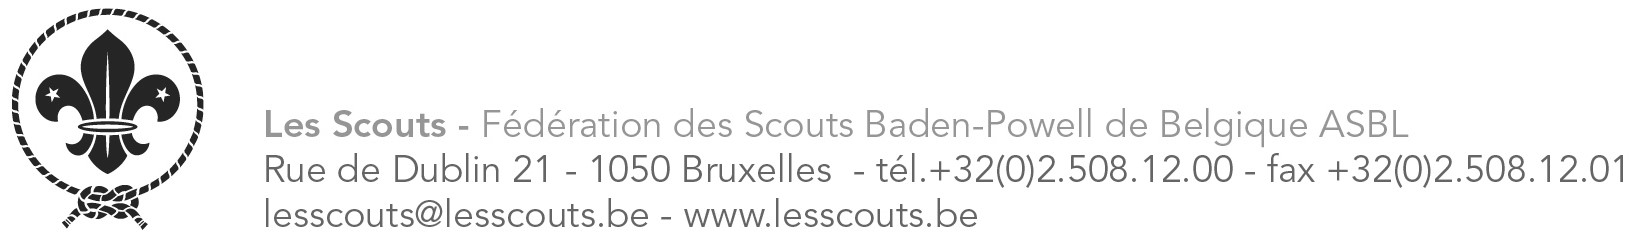 Les Scouts - Fédération des Scouts Baden-Powell de Belgique ASBL
Rue de Dublin 21 - 1050 Bruxelles  - tél.+32(0)2.508.12.00 - fax +32(0)2.508.12.01
lesscouts@lesscouts.be - www.lesscouts.be